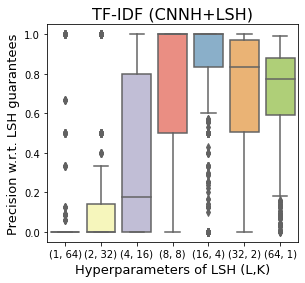 TF-IDF (CNNH+LSH)
Precision w.r.t. LSH guarantees
1.0
0.8
0.6
0.4
0.2
0.0
(1, 64) (2, 32) (4, 16) (8, 8) (16, 4) (32, 2) (64, 1)
Hyperparameters of LSH (L,K)